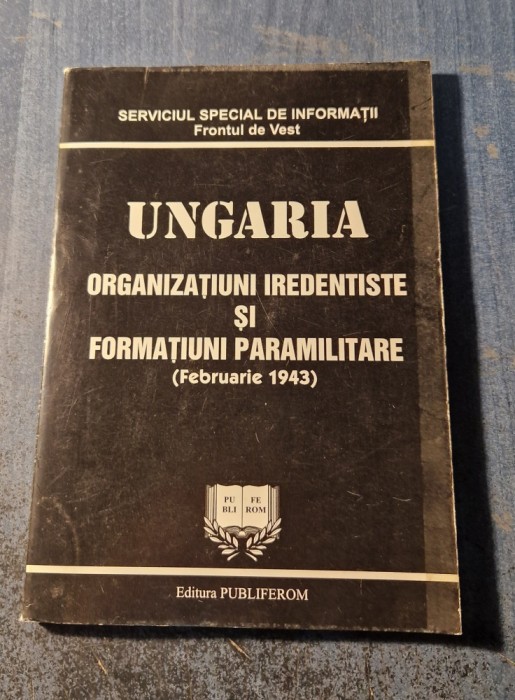 SERVICIUL SPECIAL DE INFORMAȚII
Frontul de Vest
UNGARIA
ORGANIZAȚIUNI IREDENTISTE
ȘI
FORMAȚIUNI PARAMILITARE
(Februarie 1943)
PU FE
BLI ROM
Editura PUBLIFEROM